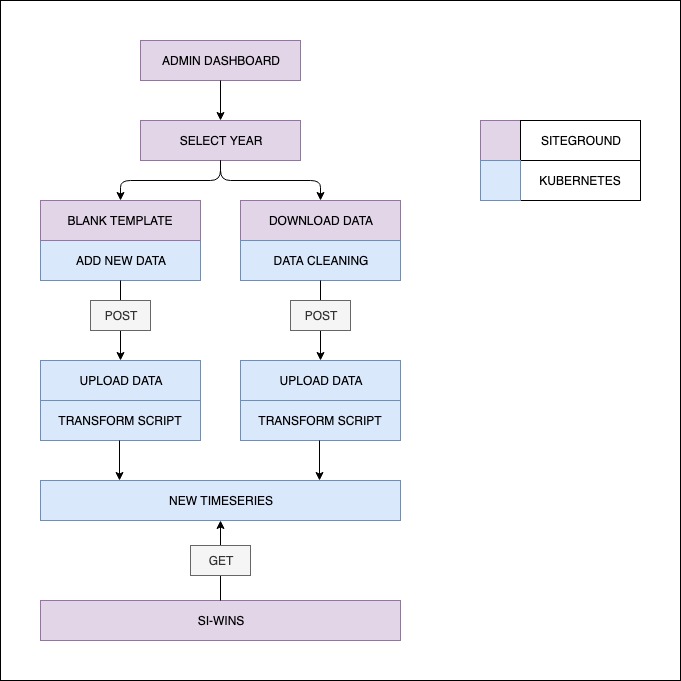 ADMIN DASHBOARD
SELECT YEAR
SITEGROUND
KUBERNETES
BLANK TEMPLATE
DOWNLOAD DATA
ADD NEW DATA
DATA CLEANING
POST
POST
UPLOAD DATA
UPLOAD DATA
TRANSFORM SCRIPT
TRANSFORM SCRIPT
NEW TIMESERIES
GET
SI-WINS